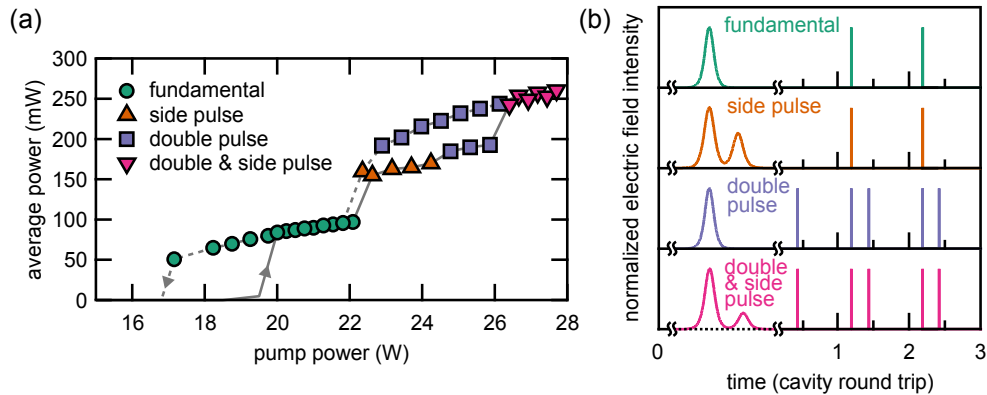 (a)
average power (mW)
300
250
200
150
100
50
0
fundamental
side pulse
double pulse
double & side pulse
16 18 20 22 24 26 28
pump power (W)
(b)
normalized electric field intensity
fundamental
side pulse
double
pulse
double
& side
pulse
0 1 2 3
time (cavity round trip)